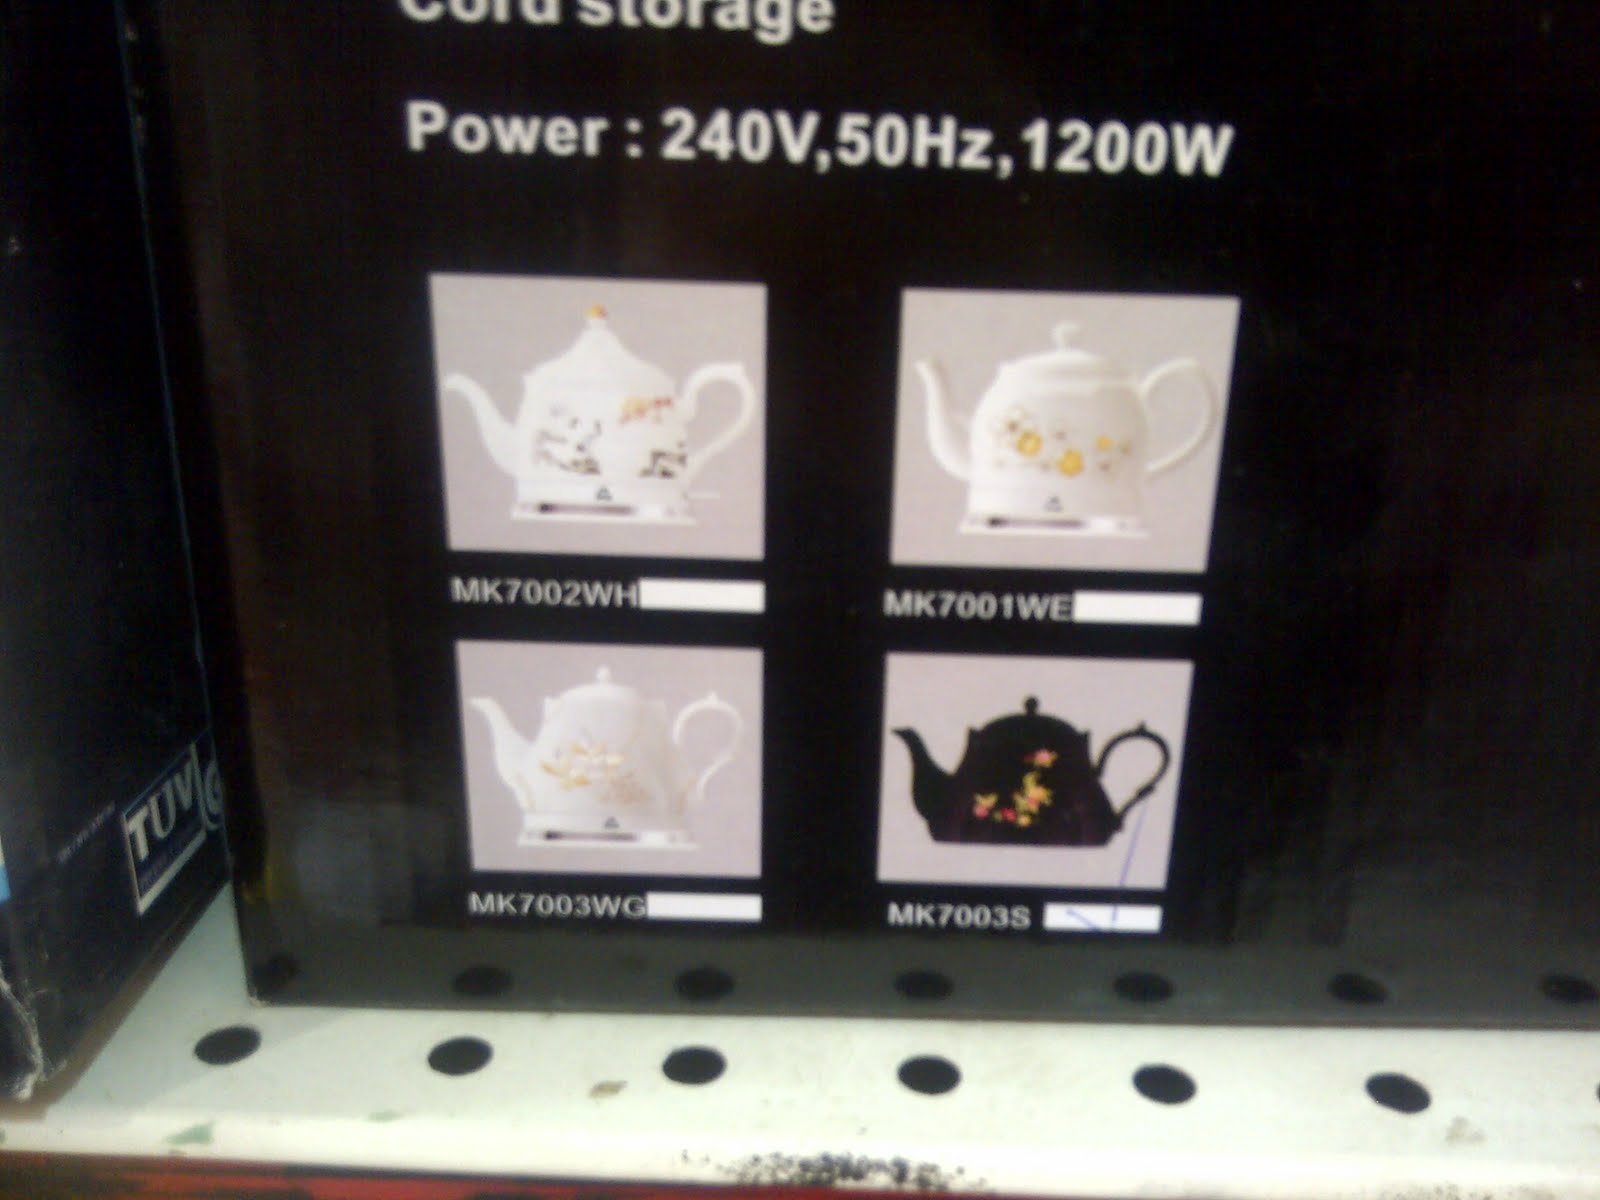 Cord storage
Power : 240V,50Hz,1200W
MK7002WH
MK7001WE
MK7003WG
MK7003S
TUV